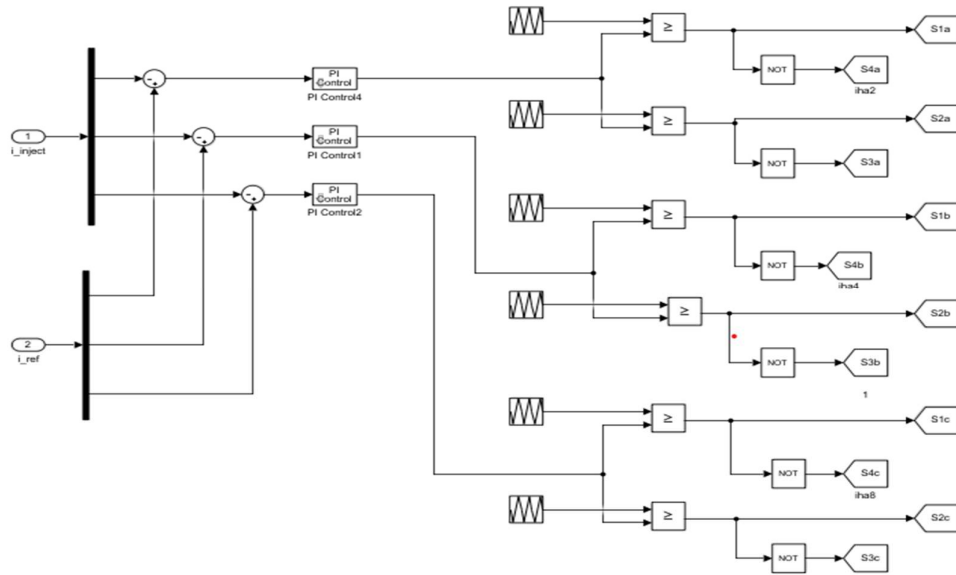 ≥
S1a
PI
Control
NOT
S4a
PI Control4
iha2
≥
S2a
1
PI
Control
i_inject
PI Control1
NOT
S3a
PI
Control
PI Control2
≥
S1b
NOT
S4b
iha4
≥
S2b
2
i_ref
NOT
S3b
1
≥
S1c
NOT
S4c
iha8
≥
S2c
NOT
S3c